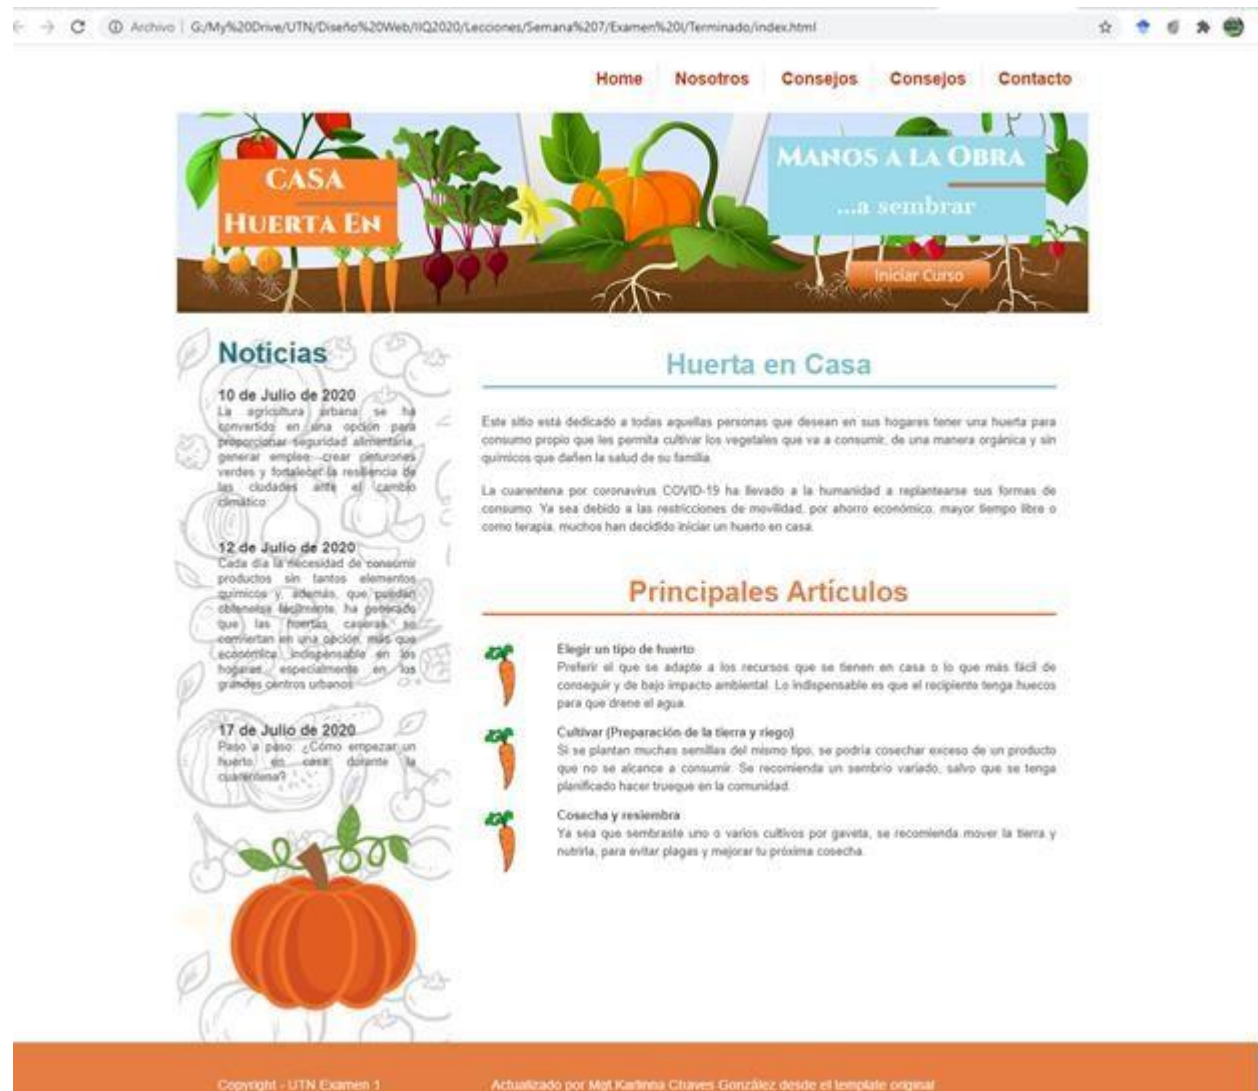 Archivo | G:/My%20Drive/UTN/Diseño%20Web/IIQ2020/Lecciones/Semana%207/Examen%20I/Terminado/index.html
Home Nosotros Consejos Consejos Contacto
CASA
HUERTA EN
MANOS A LA OBRA
...a sembrar
Iniciar Curso
Noticias
10 de Julio de 2020
La agricultura urbana se ha
convertido en una opción para
proporcionar seguridad alimentaria,
generar empleo, crear cinturones
verdes y fortalecer la resiliencia de
las ciudades ante el cambio
climático.
12 de Julio de 2020
Cada día la necesidad de consumir
productos sin tantos elementos
químicos y, además, que puedan
obtenerse fácilmente, ha generado
que las huertas caseras se
conviertan en una opción, más que
económica, indispensable en los
hogares, especialmente en los
grandes centros urbanos.
17 de Julio de 2020
Paso a paso: ¿Cómo empezar un
huerto en casa durante la
cuarentena?
Huerta en Casa
Este sitio está dedicado a todas aquellas personas que desean en sus hogares tener una huerta para
consumo propio que les permita cultivar los vegetales que va a consumir, de una manera orgánica y sin
químicos que dañen la salud de su familia.
La cuarentena por coronavirus COVID-19 ha llevado a la humanidad a replantearse sus formas de
consumo. Ya sea debido a las restricciones de movilidad, por ahorro económico, mayor tiempo libre o
como terapia, muchos han decidido iniciar un huerto en casa.
Principales Artículos
Elegir un tipo de huerto
Preferir el que se adapte a los recursos que se tienen en casa o lo que más fácil de
conseguir y de bajo impacto ambiental. Lo indispensable es que el recipiente tenga huecos
para que drene el agua.
Cultivar (Preparación de la tierra y riego)
Si se plantan muchas semillas del mismo tipo, se podría cosechar exceso de un producto
que no se alcance a consumir. Se recomienda un sembrío variado, salvo que se tenga
planificado hacer trueque en la comunidad.
Cosecha y resiembra
Ya sea que sembraste uno o varios cultivos por gaveta, se recomienda mover la tierra y
nutrirla, para evitar plagas y mejorar tu próxima cosecha.
Copyright - UTN Examen 1
Actualizado por Mgt.Karlinna Chaves González desde el template original